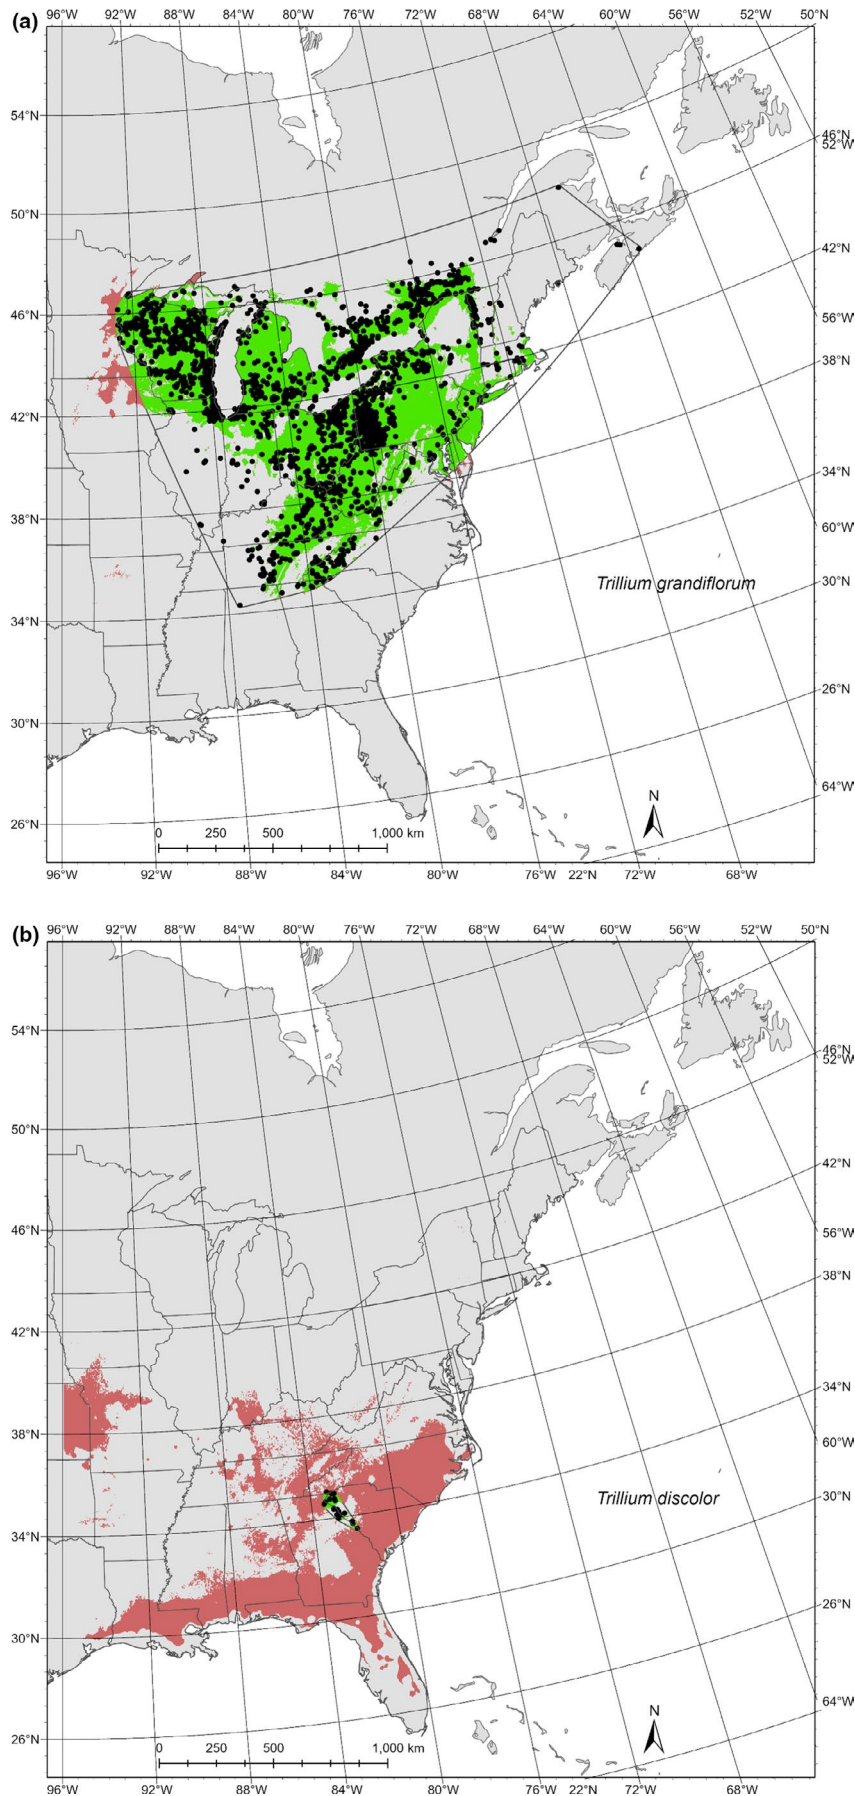 (a)
96°W 92°W 88°W 84°W 80°W 76°W 72°W 68°W 64°W 60°W 56°W 52°W 50°N
54°N
46°N
52°W
50°N
42°N
46°N
56°W
38°N
42°N
34°N
38°N
60°W
Trillium grandiflorum
30°N
34°N
26°N
30°N
64°W
N
26°N
0 250 500 1,000 km
96°W 92°W 88°W 84°W 80°W 76°W 22°N 72°W 68°W
(b)
96°W 92°W 88°W 84°W 80°W 76°W 72°W 68°W 64°W 60°W 56°W 52°W 50°N
54°N
46°N
52°W
50°N
42°N
46°N
56°W
38°N
42°N
34°N
38°N
60°W
Trillium discolor
30°N
34°N
26°N
30°N
64°W
N
26°N
0 250 500 1,000 km
96°W 92°W 88°W 84°W 80°W 76°W 22°N 72°W 68°W